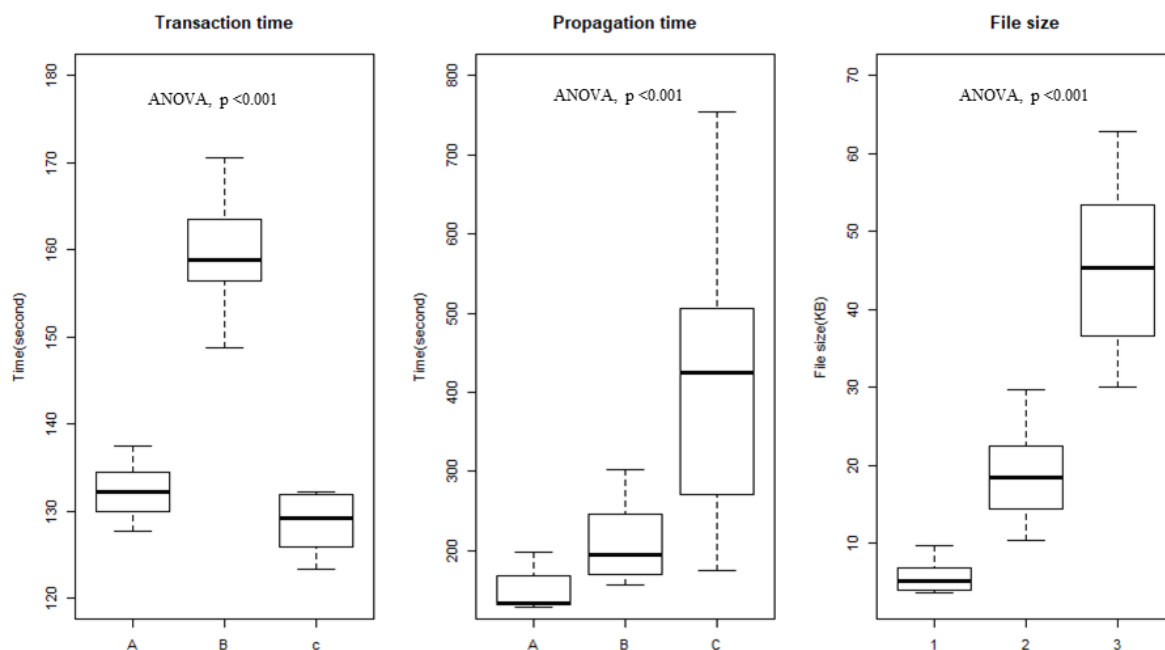 Transaction time
ANOVA, p <0.001
Time(second)
180
170
160
150
140
130
120
A B c
Propagation time
ANOVA, p <0.001
Time(second)
800
700
600
500
400
300
200
A B C
File size
ANOVA, p <0.001
File size(KB)
70
60
50
40
30
20
10
1 2 3